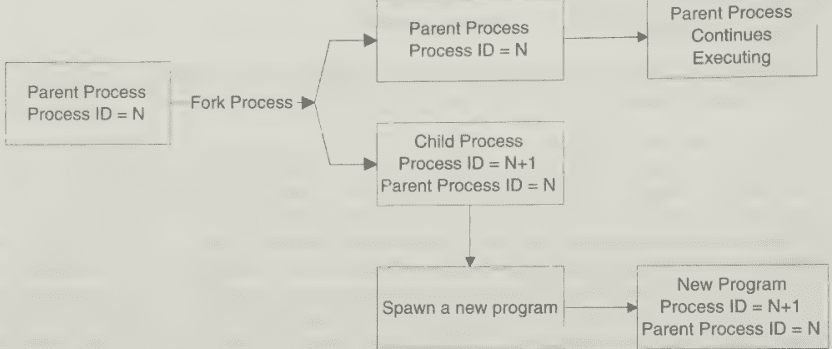 Parent Process
Process ID = N
Fork Process
Parent Process
Process ID = N
Parent Process
Continues
Executing
Child Process
Process ID = N+1
Parent Process ID = N
Spawn a new program
New Program
Process ID = N+1
Parent Process ID = N